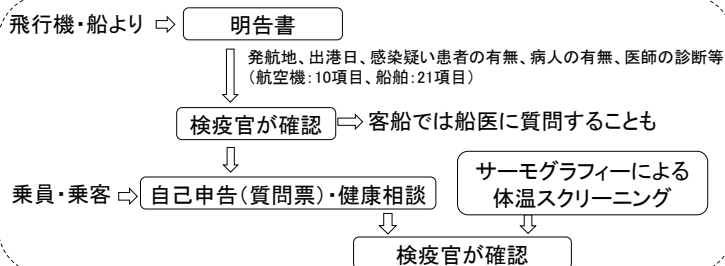 飛行機・船より ⇨ 明告書
発航地、出港日、感染疑い患者の有無、病人の有無、医師の診断等
（航空機：10項目、船舶：21項目）
検疫官が確認 ⇨ 客船では船医に質問することも
乗員・乗客 ⇨ 自己申告（質問票）・健康相談
サーモグラフィーによる
体温スクリーニング
検疫官が確認